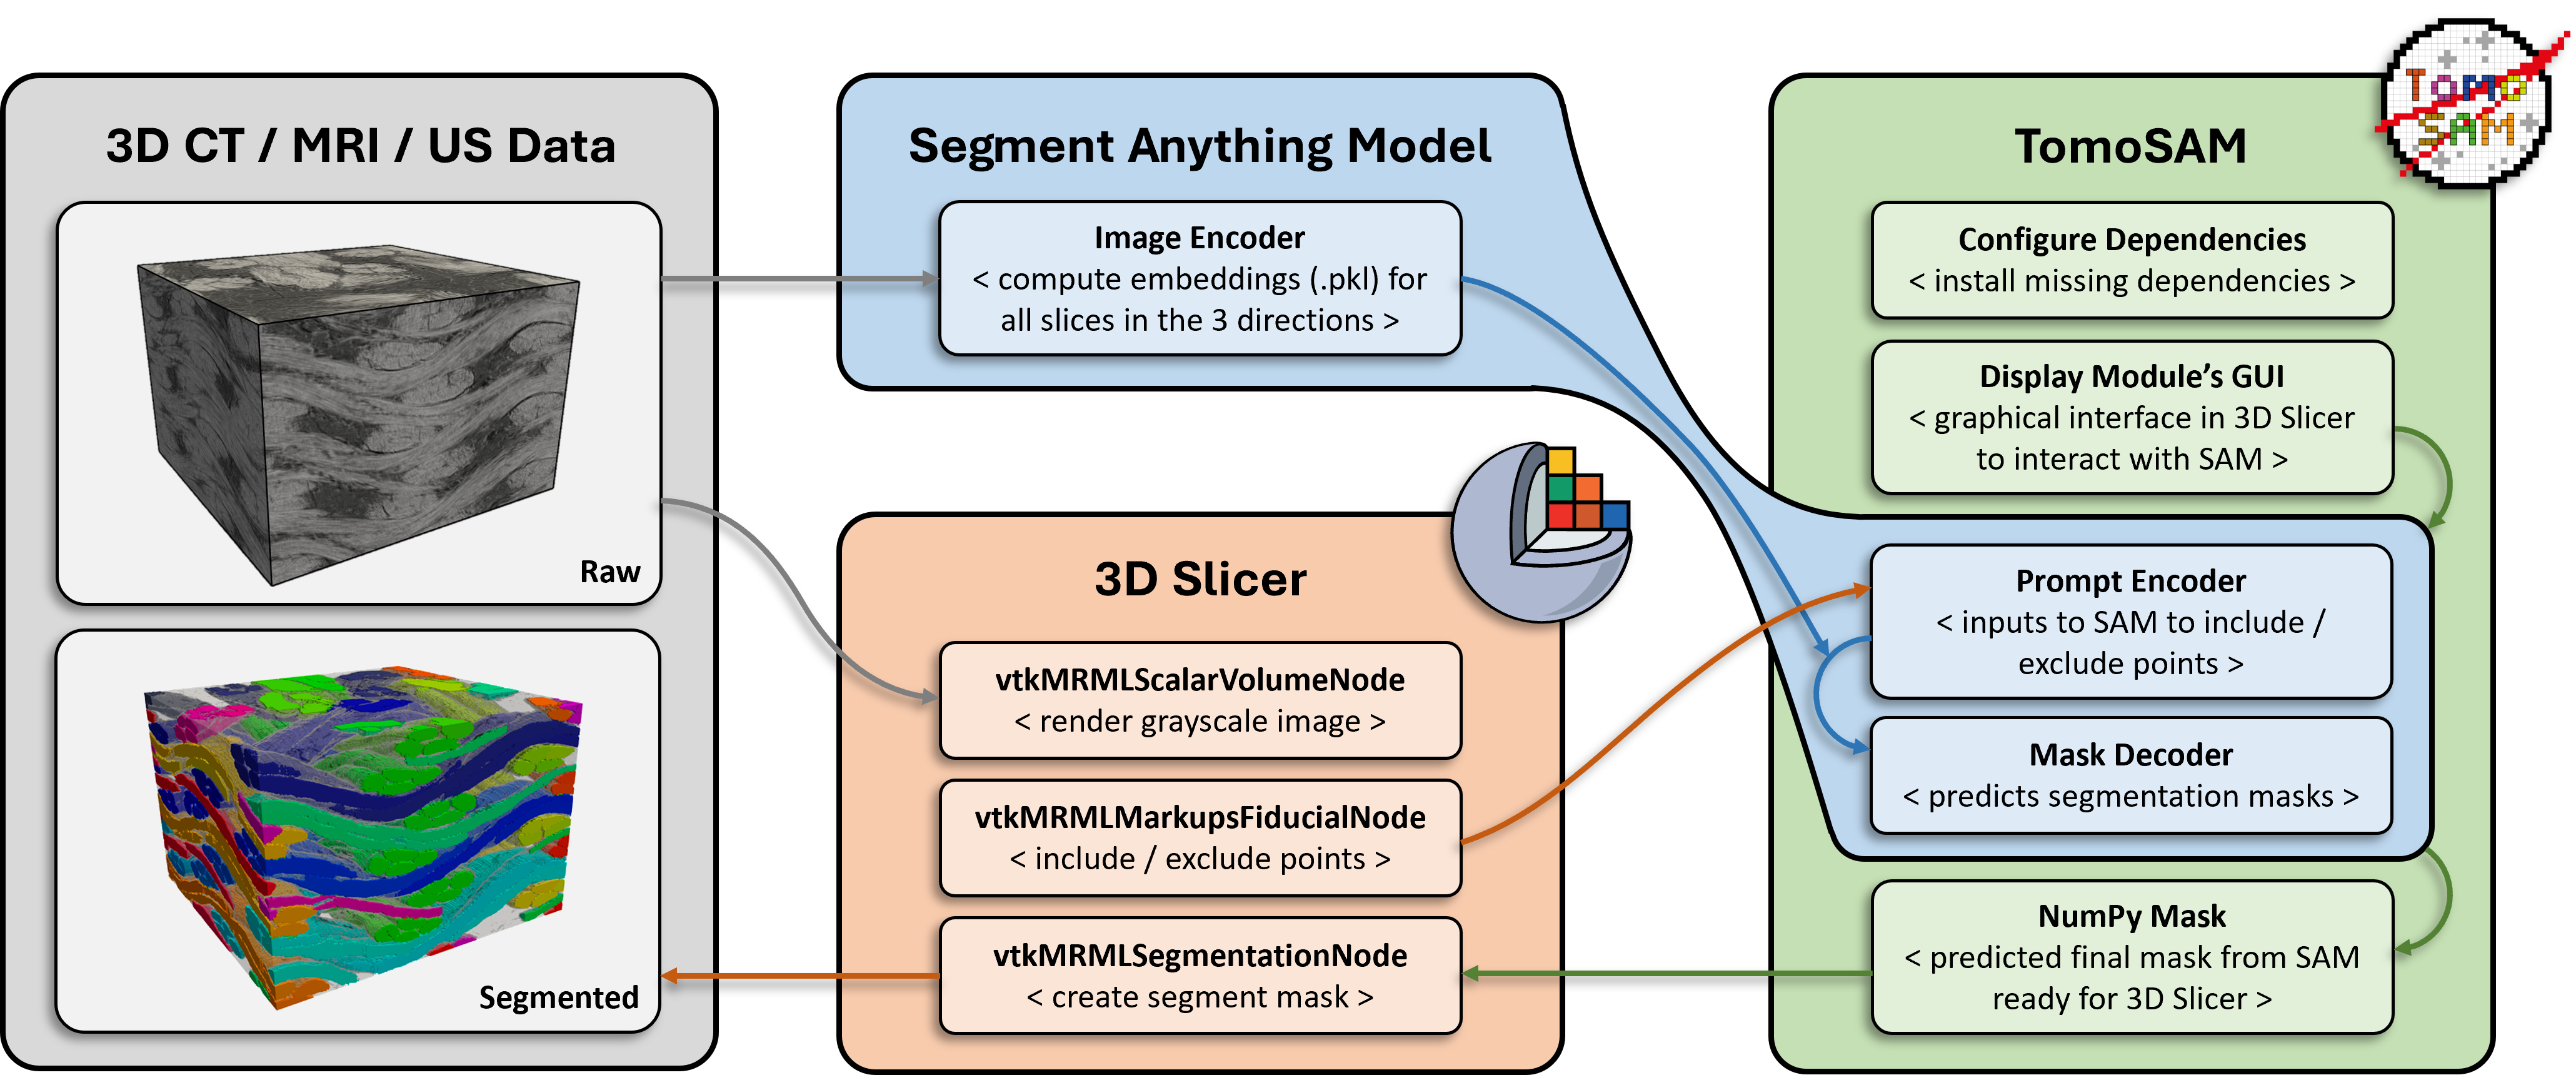 3D CT / MRI / US Data
Raw
Segmented
Segment Anything Model
Image Encoder
< compute embeddings (.pkl) for
all slices in the 3 directions >
3D Slicer
vtkMRMLScalarVolumeNode
< render grayscale image >
vtkMRMLMarkupsFiducialNode
< include / exclude points >
vtkMRMLSegmentationNode
< create segment mask >
Tomo
SAM
TomoSAM
Configure Dependencies
< install missing dependencies >
Display Module’s GUI
< graphical interface in 3D Slicer
to interact with SAM >
Prompt Encoder
< inputs to SAM to include /
exclude points >
Mask Decoder
< predicts segmentation masks >
NumPy Mask
< predicted final mask from SAM
ready for 3D Slicer >